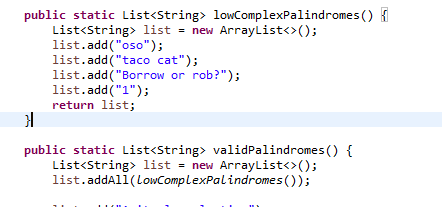 public static List<String> lowComplexPalindromes() {
    List<String> list = new ArrayList<>();
    list.add("oso");
    list.add("taco cat");
    list.add("Borrow or rob?");
    list.add("1");
    return list;
}
public static List<String> validPalindromes() {
    List<String> list = new ArrayList<>();
    list.addAll(lowComplexPalindromes());